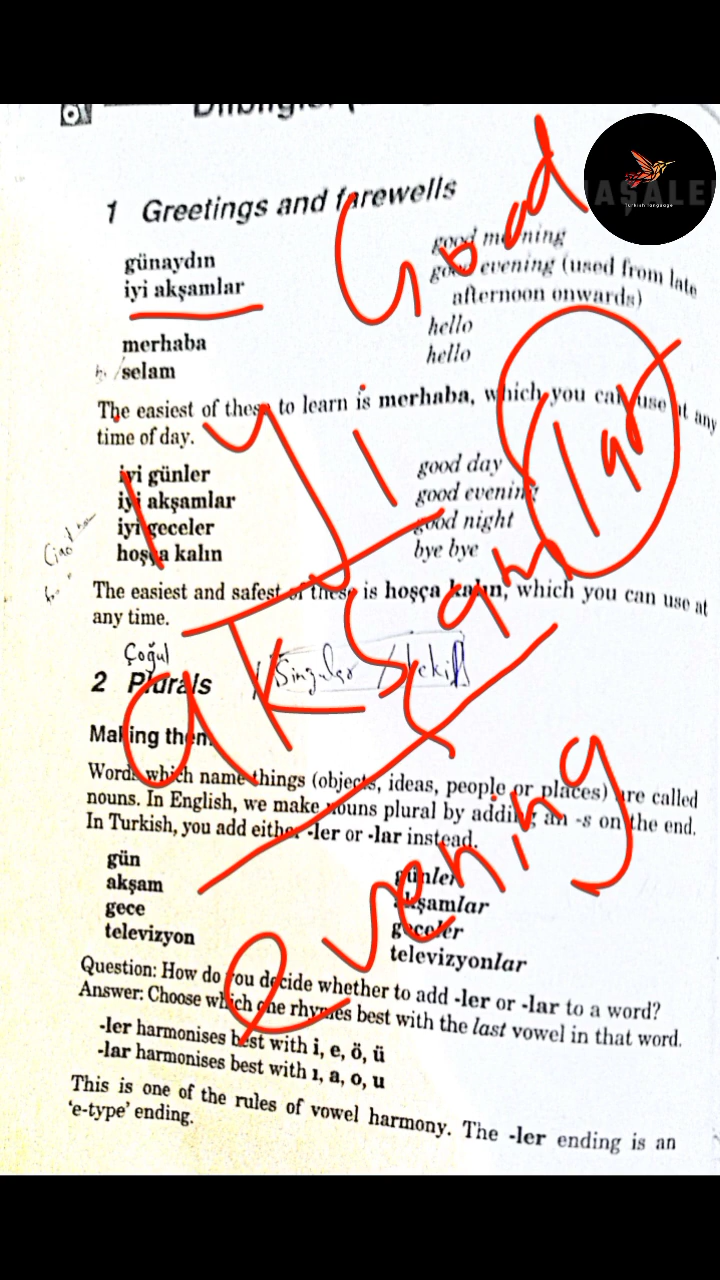 1 Greetings and farewells
günaydın good morning
iyi akşamlar good evening (used from late
afternoon onwards)
merhaba hello
selam hello
The easiest of these to learn is merhaba, which you can use at any
time of day.
iyi günler good day
iyi akşamlar good evening
iyi geceler good night
hoşça kalın bye bye
The easiest and safest of these is hoşça kalın, which you can use at
any time.
Çoğul
2 Plurals Singular / tekil
Making them
Words which name things (objects, ideas, people or places) are called
nouns. In English, we make nouns plural by adding an -s on the end.
In Turkish, you add either -ler or -lar instead.
gün günler
akşam akşamlar
gece geceler
televizyon televizyonlar
Question: How do you decide whether to add -ler or -lar to a word?
Answer: Choose which one rhymes best with the last vowel in that word.
-ler harmonises best with i, e, ö, ü
-lar harmonises best with ı, a, o, u
This is one of the rules of vowel harmony. The -ler ending is an
'e-type' ending.
Good
iyi
akşam lar
evening
Turkish language